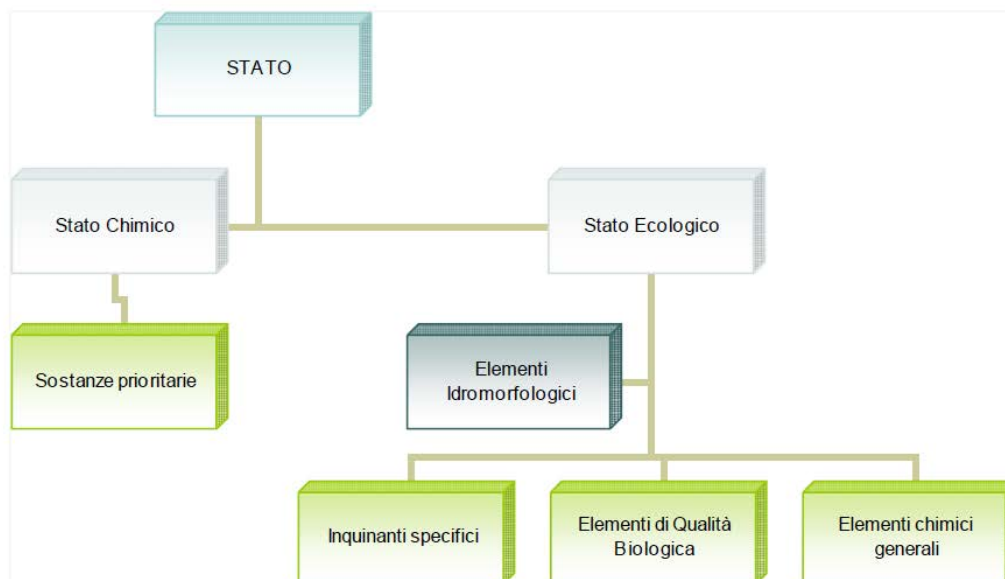 STATO
Stato Chimico
Stato Ecologico
Sostanze prioritarie
Elementi
Idromorfologici
Inquinanti specifici
Elementi di Qualità
Biologica
Elementi chimici
generali